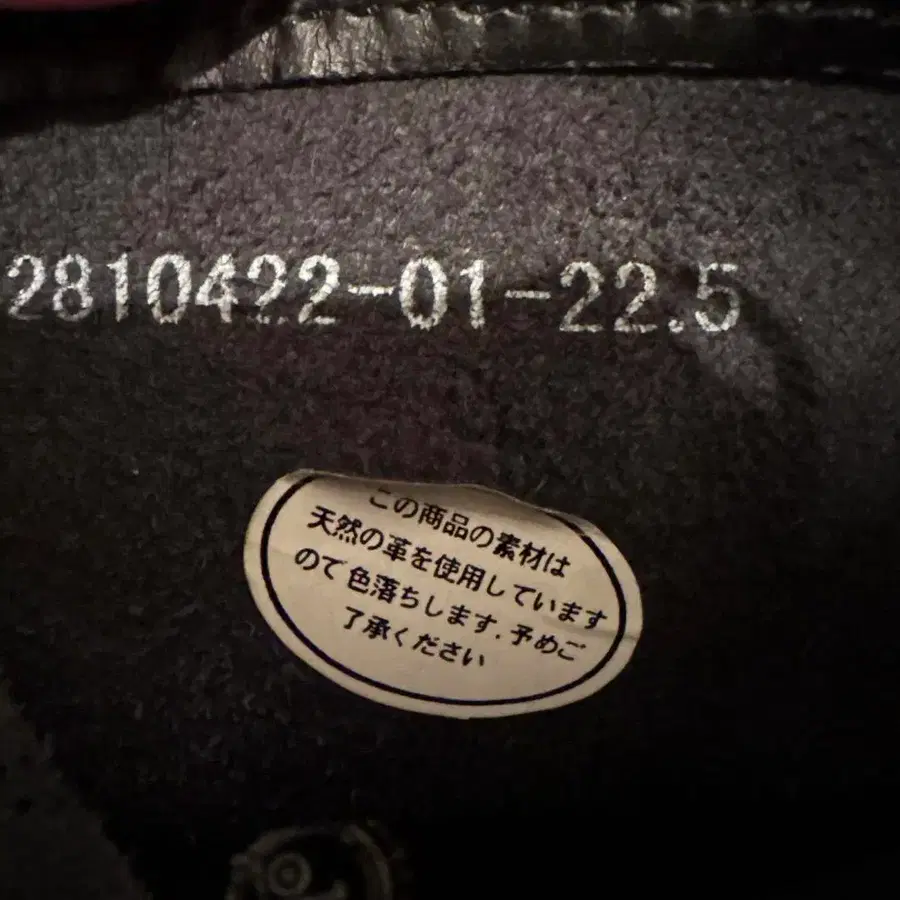 2810422-01-22.5
この商品の素材は
天然の革を使用しています
ので色落ちします.予めご
了承ください